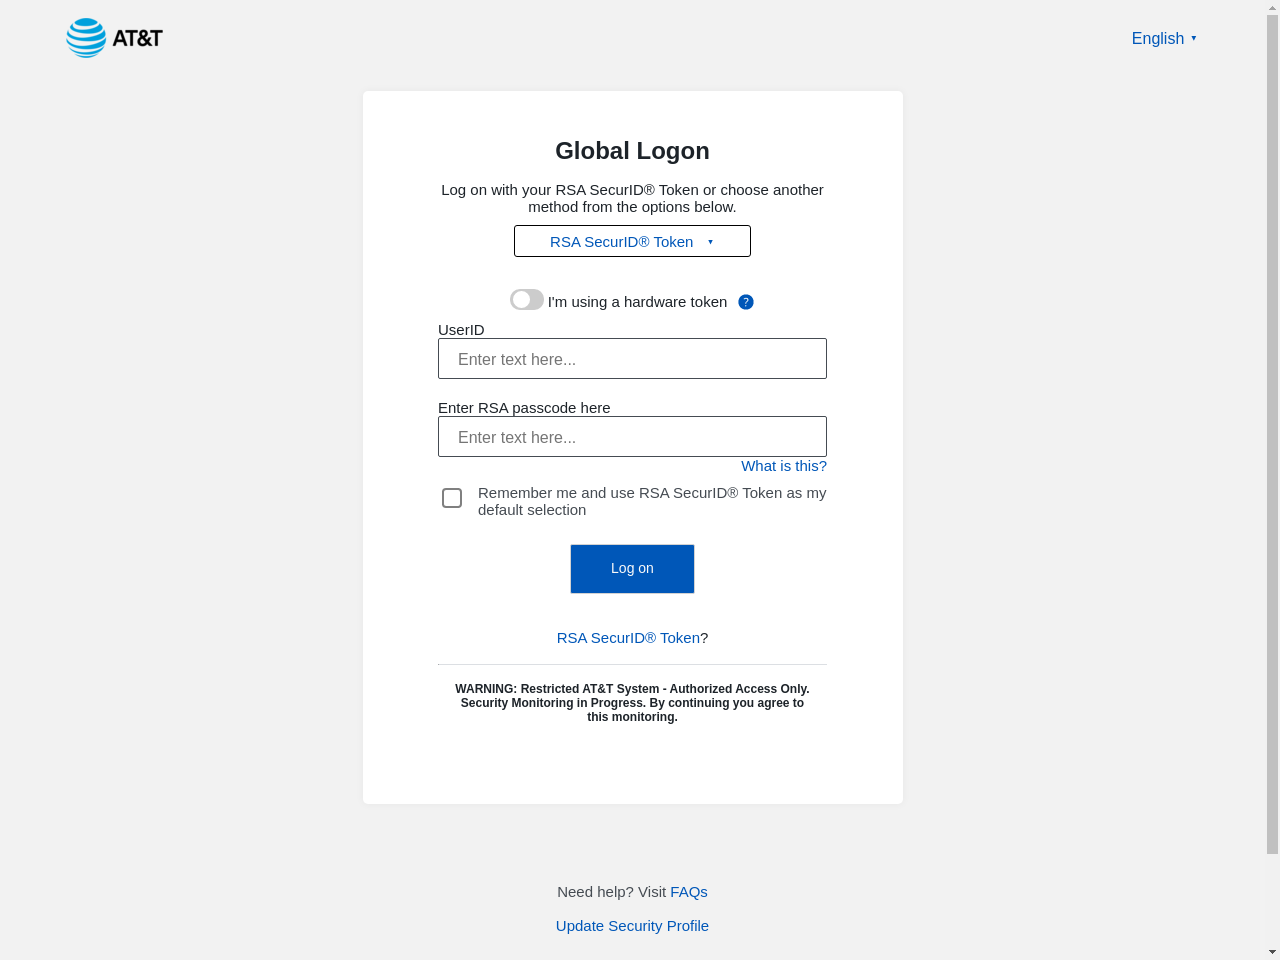 AT&T
English
Global Logon
Log on with your RSA SecurID® Token or choose another
method from the options below.
RSA SecurID® Token
I'm using a hardware token ?
UserID
Enter text here...
Enter RSA passcode here
Enter text here...
What is this?
Remember me and use RSA SecurID® Token as my
default selection
Log on
RSA SecurID® Token?
WARNING: Restricted AT&T System - Authorized Access Only.
Security Monitoring in Progress. By continuing you agree to
this monitoring.
Need help? Visit FAQs
Update Security Profile